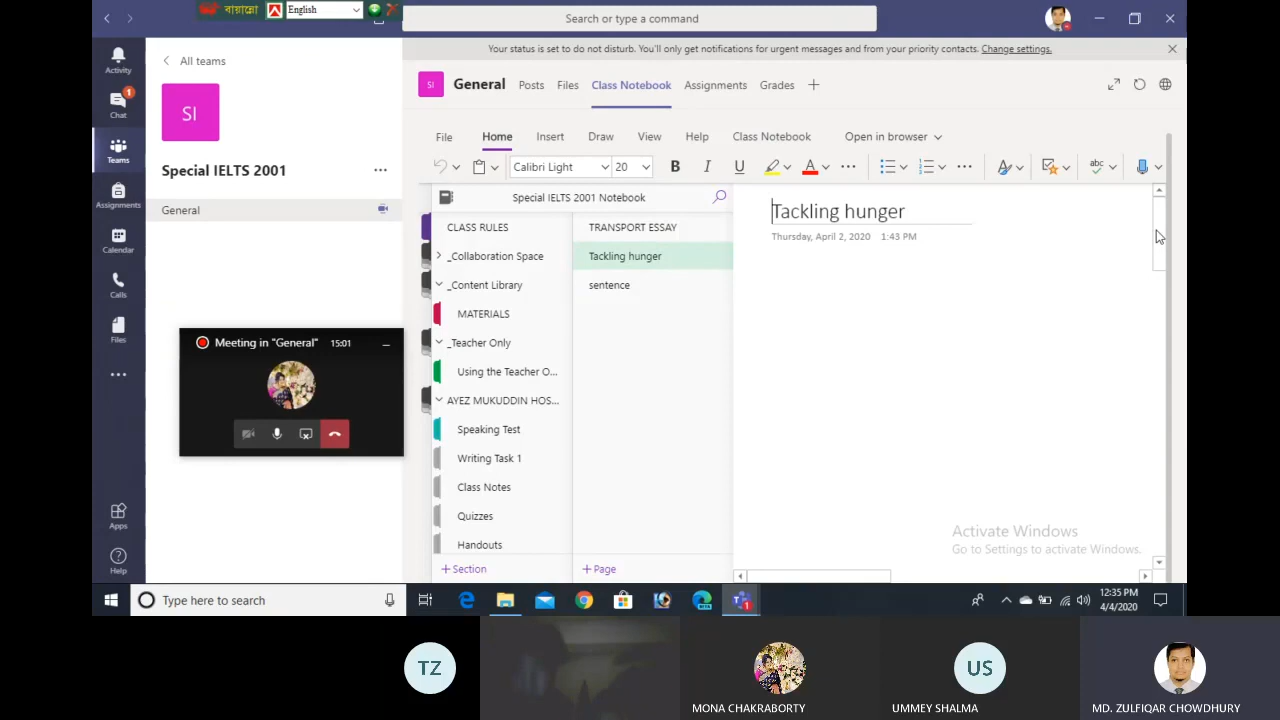 বায়ান্নো English
Search or type a command
Your status is set to do not disturb. You'll only get notifications for urgent messages and from your priority contacts. Change settings.
Activity
Chat
1
Teams
Assignments
Calendar
Calls
Files
Apps
Help
All teams
SI
Special IELTS 2001
General
Meeting in "General" 15:01
SI General Posts Files Class Notebook Assignments Grades
File Home Insert Draw View Help Class Notebook Open in browser
Calibri Light 20 B I U A abc
Special IELTS 2001 Notebook
CLASS RULES
_Collaboration Space
_Content Library
MATERIALS
_Teacher Only
Using the Teacher O...
AYEZ MUKUDDIN HOS...
Speaking Test
Writing Task 1
Class Notes
Quizzes
Handouts
+ Section
TRANSPORT ESSAY
Tackling hunger
sentence
+ Page
Tackling hunger
Thursday, April 2, 2020 1:43 PM
Activate Windows
Go to Settings to activate Windows.
Type here to search
1
12:35 PM
4/4/2020
TZ
MONA CHAKRABORTY
US
UMMEY SHALMA
MD. ZULFIQAR CHOWDHURY